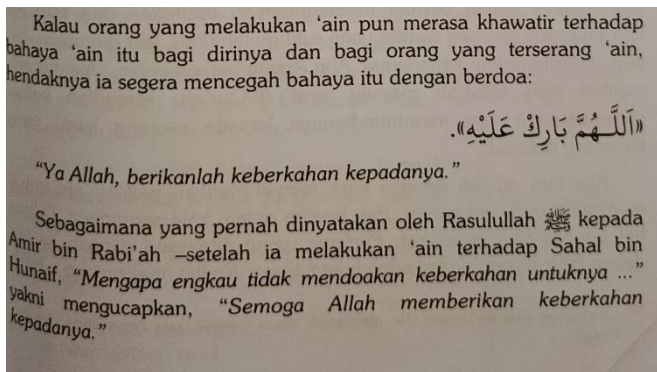 Kalau orang yang melakukan ‘ain pun merasa khawatir terhadap
bahaya ‘ain itu bagi dirinya dan bagi orang yang terserang ‘ain,
hendaknya ia segera mencegah bahaya itu dengan berdoa:
«اَللَّـهُمَّ بَارِكْ عَلَيْهِ».
“Ya Allah, berikanlah keberkahan kepadanya.”
Sebagaimana yang pernah dinyatakan oleh Rasulullah ﷺ kepada
Amir bin Rabi’ah –setelah ia melakukan ‘ain terhadap Sahal bin
Hunaif, “Mengapa engkau tidak mendoakan keberkahan untuknya ...”
yakni mengucapkan, “Semoga Allah memberikan keberkahan
kepadanya.”